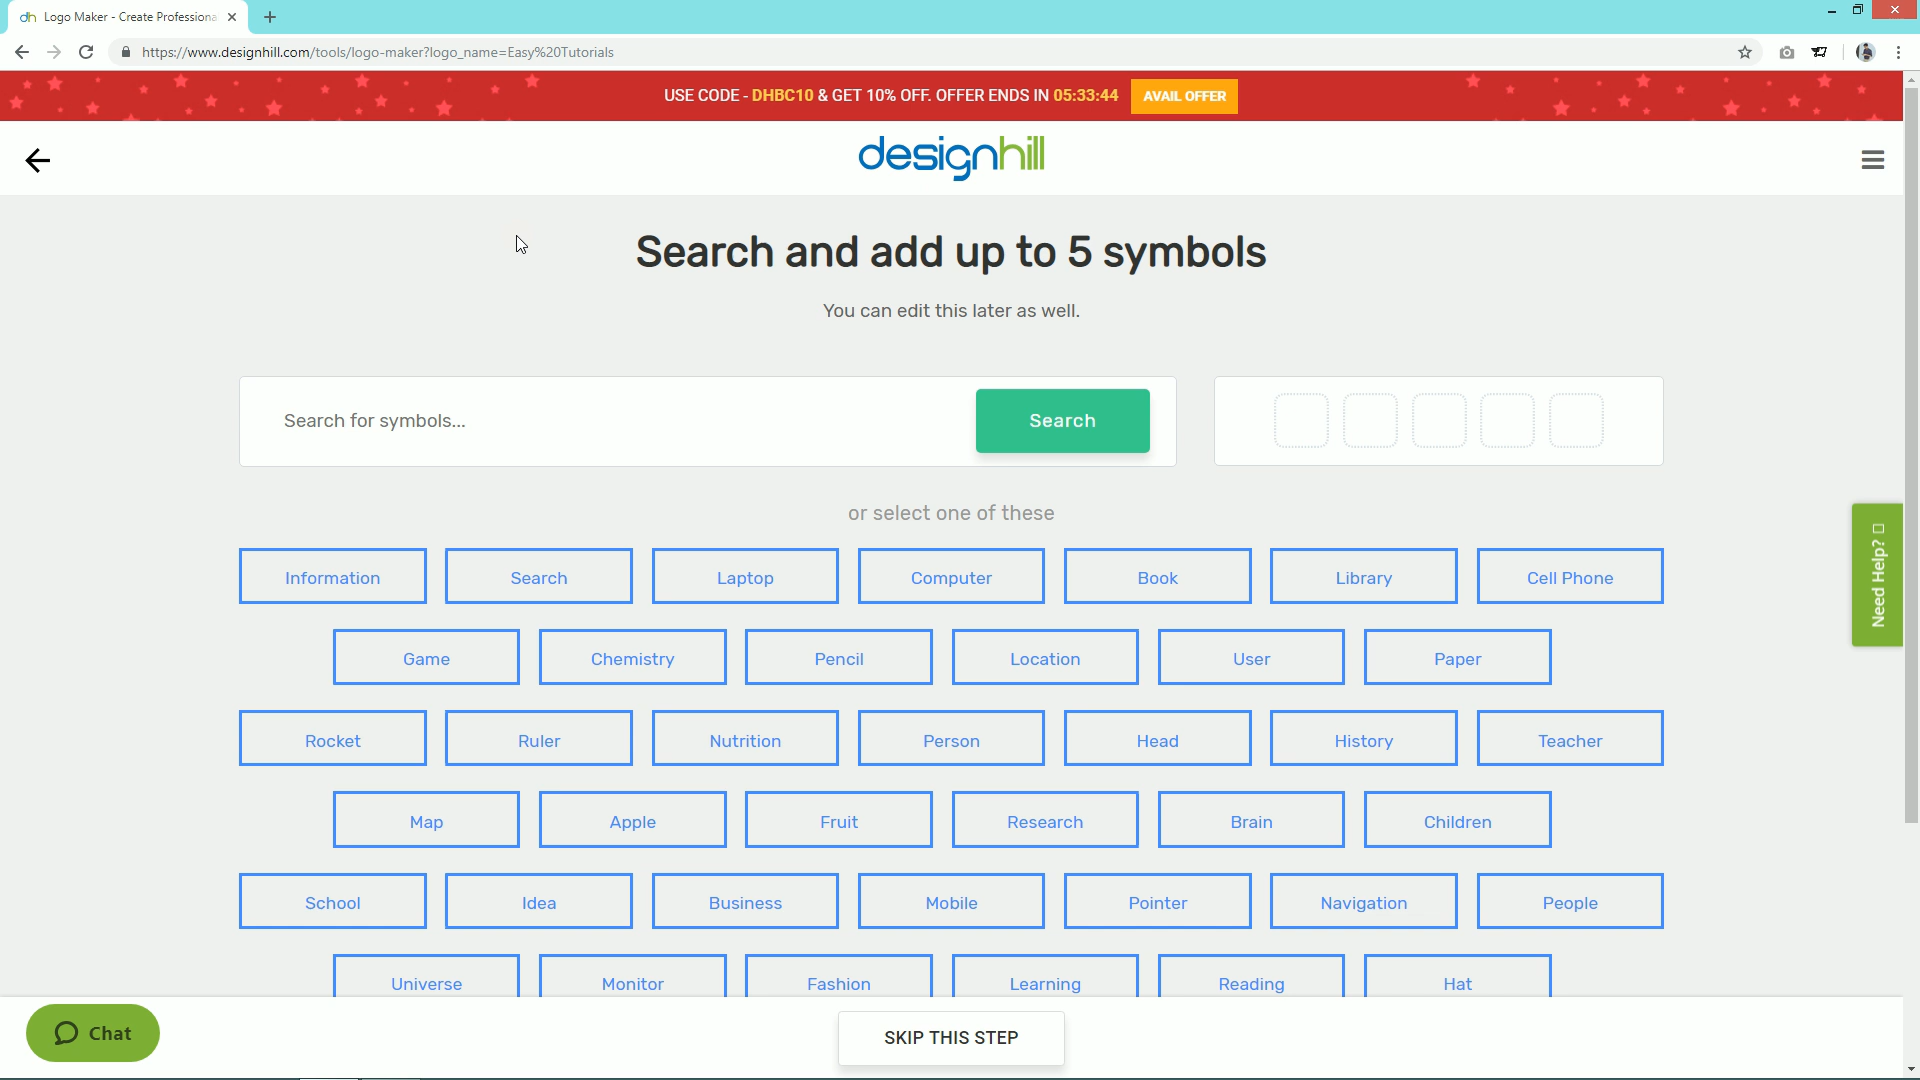 Logo Maker - Create Professiona
https://www.designhill.com/tools/logo-maker?logo_name=Easy%20Tutorials
USE CODE - DHBC10 & GET 10% OFF. OFFER ENDS IN 05:33:44 AVAIL OFFER
designhill
Search and add up to 5 symbols
You can edit this later as well.
Search for symbols... Search
or select one of these
Information Search Laptop Computer Book Library Cell Phone
Need Help?
Game Chemistry Pencil Location User Paper
Rocket Ruler Nutrition Person Head History Teacher
Map Apple Fruit Research Brain Children
School Idea Business Mobile Pointer Navigation People
Universe Monitor Fashion Learning Reading Hat
Chat
SKIP THIS STEP